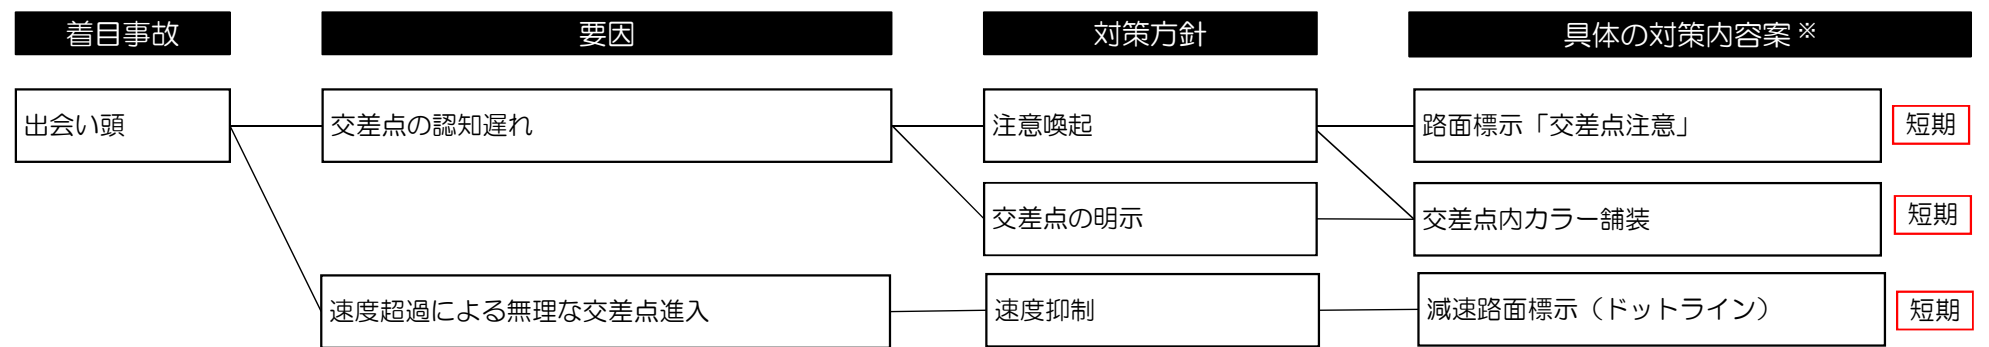 着目事故 要因 対策方針 具体の対策内容案※
出会い頭 交差点の認知遅れ 注意喚起 路面標示「交差点注意」 短期
交差点の明示 交差点内カラー舗装 短期
速度超過による無理な交差点進入 速度抑制 減速路面標示（ドットライン） 短期